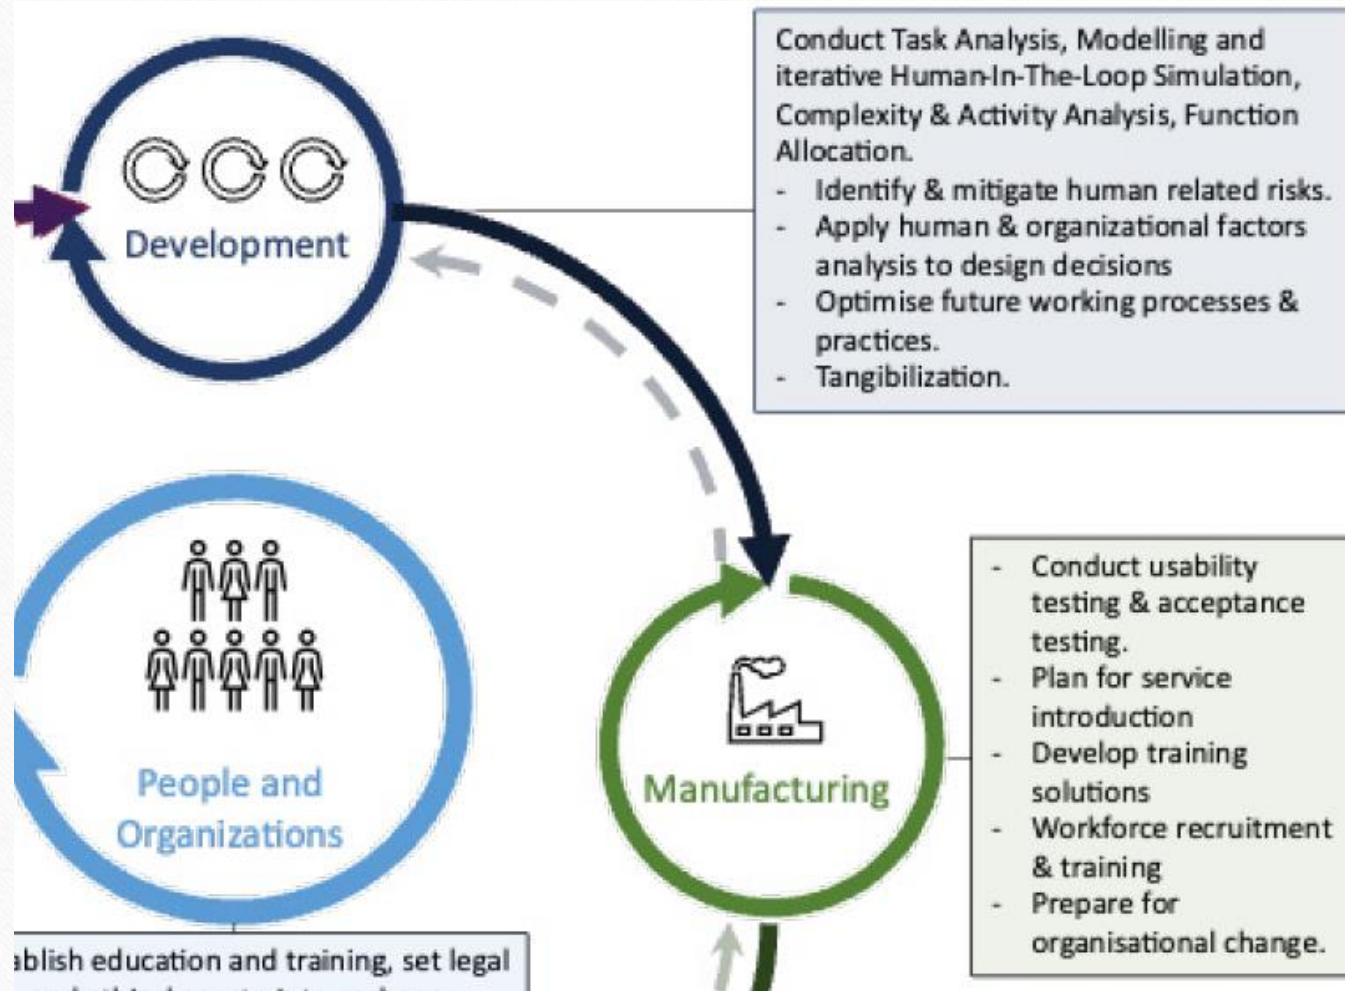 Conduct Task Analysis, Modelling and
iterative Human-In-The-Loop Simulation,
Complexity & Activity Analysis, Function
Allocation.
- Identify & mitigate human related risks.
- Apply human & organizational factors
analysis to design decisions
- Optimise future working processes &
practices.
- Tangibilization.
Development
People and
Organizations
Manufacturing
- Conduct usability
testing & acceptance
testing.
- Plan for service
introduction
- Develop training
solutions
- Workforce recruitment
& training
- Prepare for
organisational change.
ablish education and training, set legal